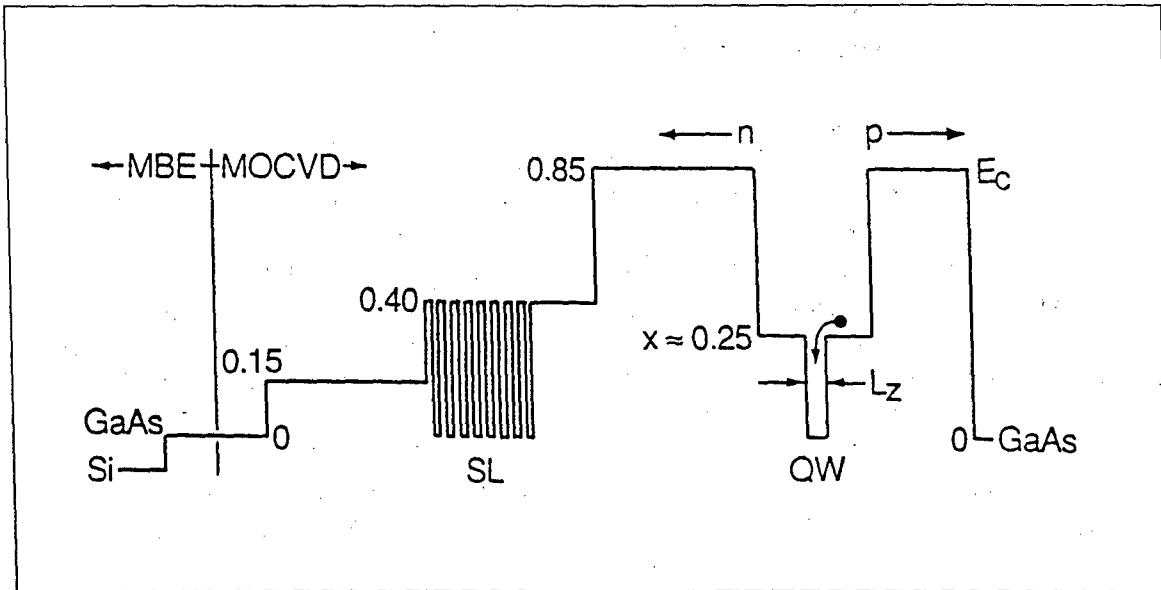 n
p
MBE
MOCVD
0.85
E_C
0.40
x ≈ 0.25
0.15
L_Z
GaAs
0
0
GaAs
Si
SL
QW